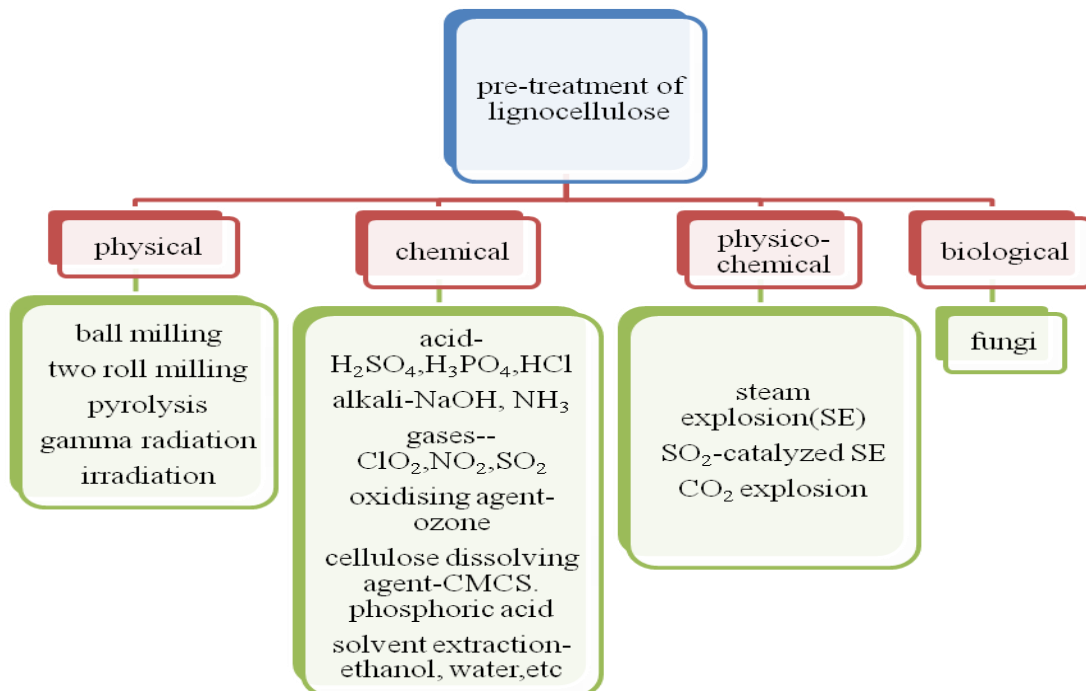 pre-treatment of
lignocellulose
physical
chemical
physico-
chemical
biological
ball milling
two roll milling
pyrolysis
gamma radiation
irradiation
acid-
H₂SO₄,H₃PO₄,HCl
alkali-NaOH, NH₃
gases--
ClO₂,NO₂,SO₂
oxidising agent-
ozone
cellulose dissolving
agent-CMCS.
phosphoric acid
solvent extraction-
ethanol, water,etc
steam
explosion(SE)
SO₂-catalyzed SE
CO₂ explosion
fungi